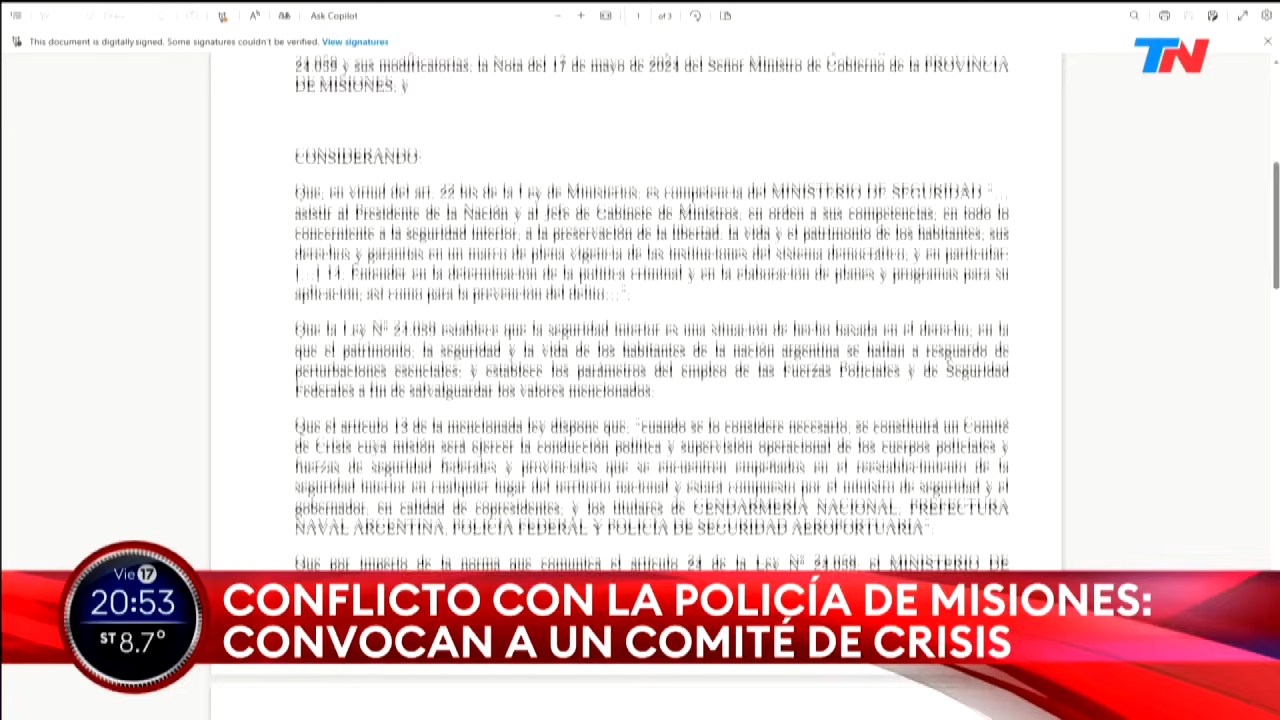 Ask Copilot
1 of 3
This document is digitally signed. Some signatures couldn't be verified. View signatures
TN
24.059 y sus modificatorias, la Nota del 17 de mayo de 2024 del Señor Ministro de Gobierno de la PROVINCIA
DE MISIONES, y
CONSIDERANDO:
Que, en virtud del art. 22 bis de la Ley de Ministerios, es competencia del MINISTERIO DE SEGURIDAD "...
asistir al Presidente de la Nación y al Jefe de Gabinete de Ministros, en orden a sus competencias, en todo lo
concerniente a la seguridad interior, a la preservación de la libertad, la vida y el patrimonio de los habitantes, sus
derechos y garantías en un marco de plena vigencia de las instituciones del sistema democrático, y en particular:
[...] 14. Entender en la determinación de la política criminal y en la elaboración de planes y programas para su
aplicación, así como para la prevención del delito...".
Que la Ley N° 24.059 establece que la seguridad interior es una situación de hecho basada en el derecho, en la
que el patrimonio, la seguridad y la vida de los habitantes de la nación argentina se hallan a resguardo de
perturbaciones esenciales; y establece los parámetros del empleo de las Fuerzas Policiales y de Seguridad
Federales a fin de salvalguardar los valores mencionados.
Que el artículo 13 de la mencionada ley dispone que, "cuando se lo considere necesario, se constituirá un Comité
de Crisis cuya misión será ejercer la conducción política y supervisión operacional de los cuerpos policiales y
fuerzas de seguridad federales y provinciales que se encuentren empeñados en el reestablecimiento de la
seguridad interior en cualquier lugar del territorio nacional y estará compuesto por el ministro de seguridad y el
gobernador, en calidad de copresidentes, y los titulares de GENDARMERÍA NACIONAL, PREFECTURA
NAVAL ARGENTINA, POLICÍA FEDERAL Y POLICÍA DE SEGURIDAD AEROPORTUARIA".
Que por imperio de la norma que comunica el artículo 24 de la Ley N° 24.059, el MINISTERIO DE
Vie 17
20:53
ST 8.7°
CONFLICTO CON LA POLICÍA DE MISIONES:
CONVOCAN A UN COMITÉ DE CRISIS